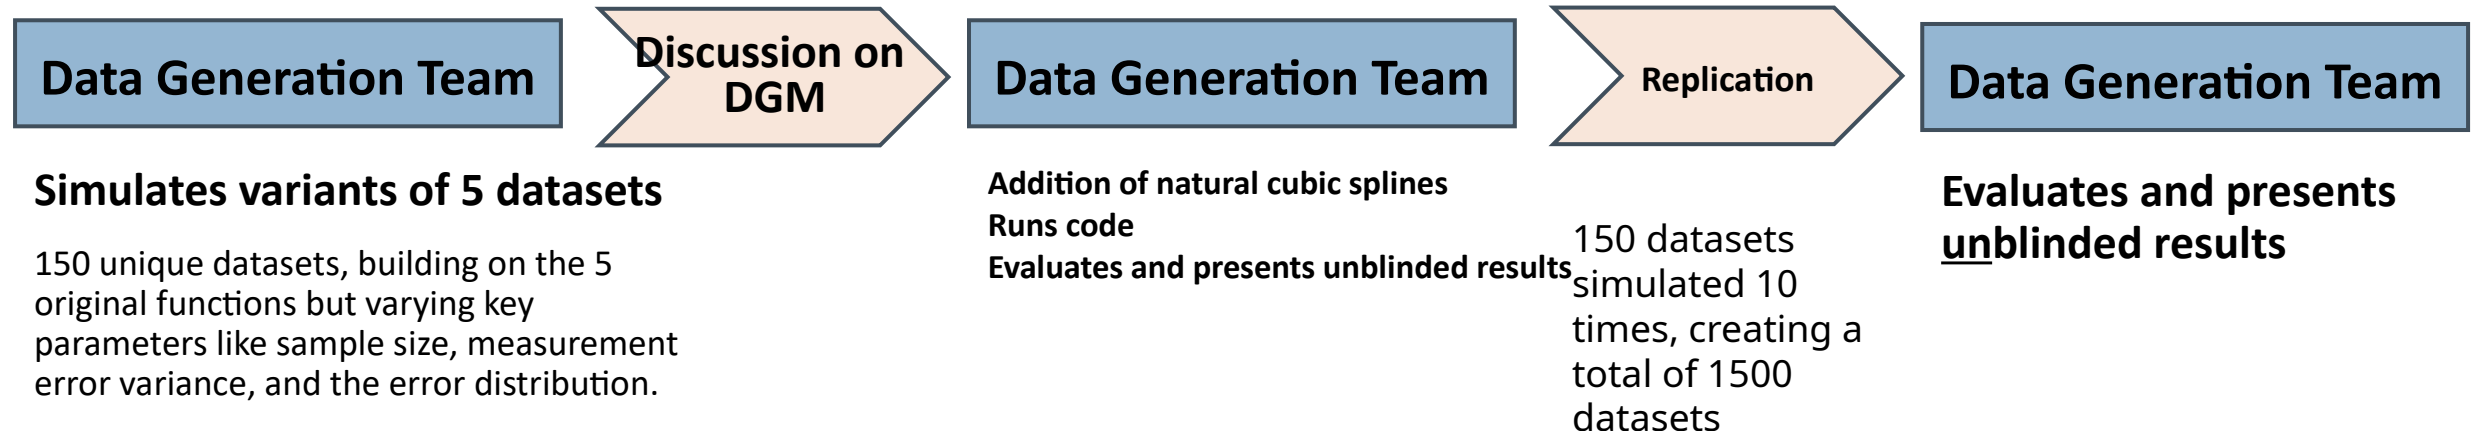 Data Generation Team
Simulates variants of 5 datasets
150 unique datasets, building on the 5
original functions but varying key
parameters like sample size, measurement
error variance, and the error distribution.
Discussion on
DGM
Data Generation Team
Addition of natural cubic splines
Runs code
Evaluates and presents unblinded results
Replication
150 datasets
simulated 10
times, creating a
total of 1500
datasets
Data Generation Team
Evaluates and presents
unblinded results